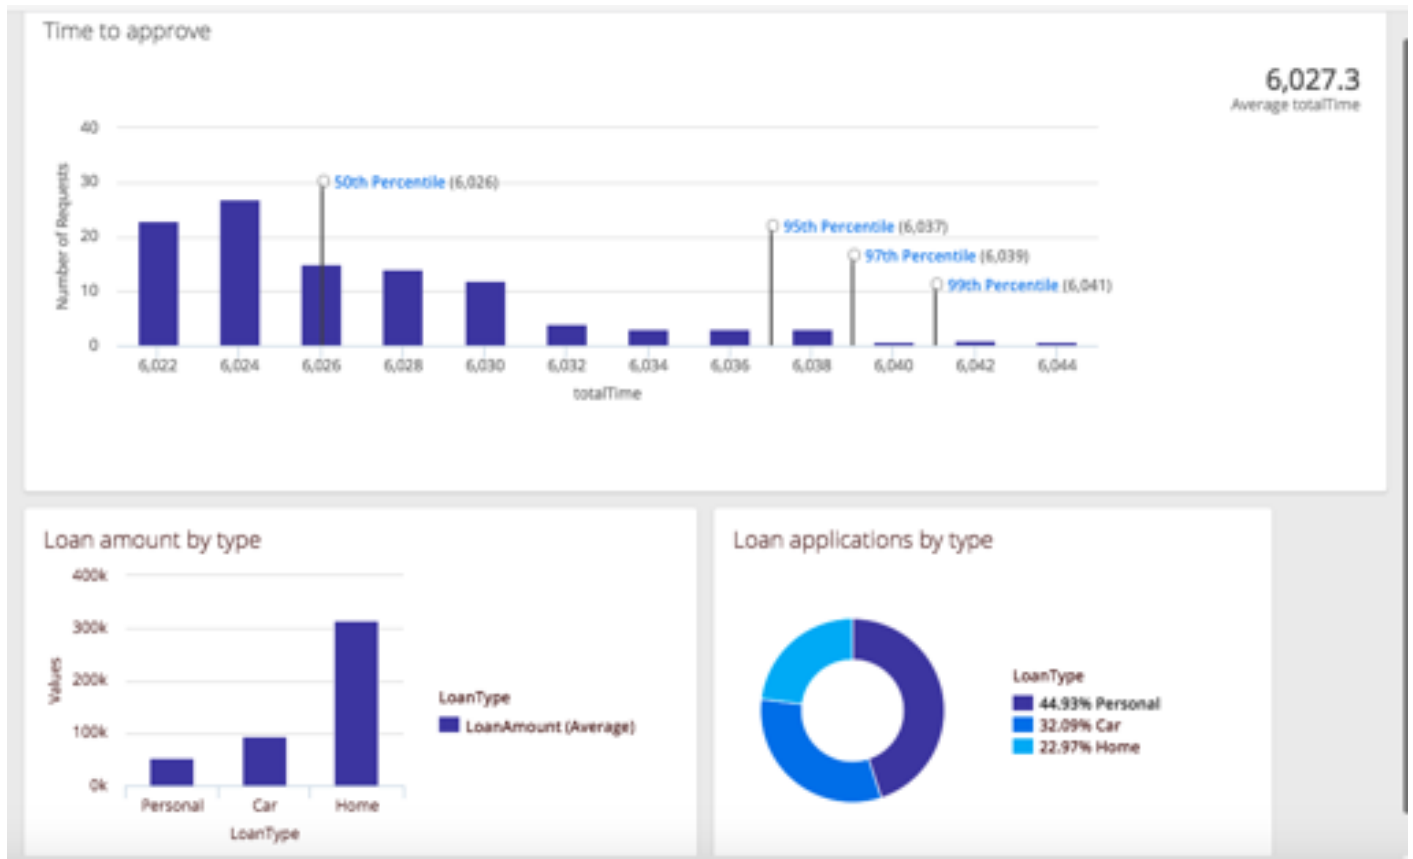 Time to approve
6,027.3
Average totalTime
40
30
20
10
0
Number of Requests
50th Percentile (6,026)
95th Percentile (6,037)
97th Percentile (6,039)
99th Percentile (6,041)
6,022 6,024 6,026 6,028 6,030 6,032 6,034 6,036 6,038 6,040 6,042 6,044
totalTime
Loan amount by type
400k
300k
200k
100k
0k
Values
Personal Car Home
LoanType
LoanType
LoanAmount (Average)
Loan applications by type
LoanType
44.93% Personal
32.09% Car
22.97% Home